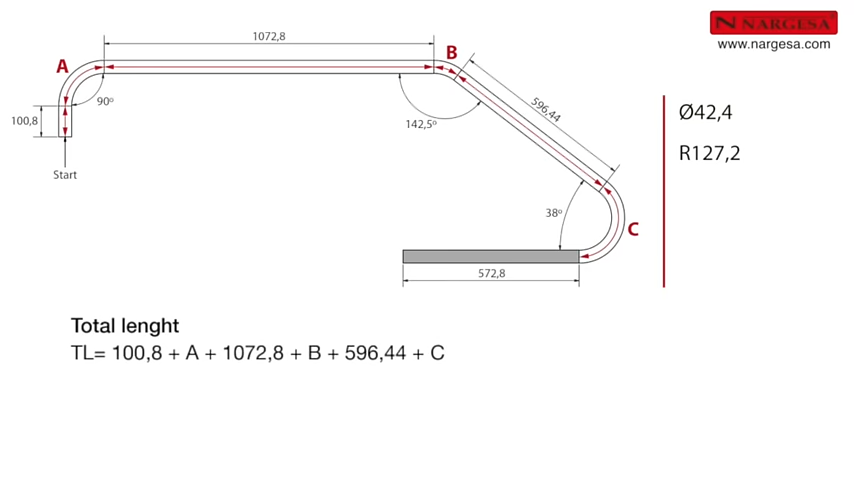 N NARGESA
www.nargesa.com
1072,8
A
B
90º
100,8
142,5º
596,44
Ø42,4
R127,2
Start
38º
C
572,8
Total lenght
TL= 100,8 + A + 1072,8 + B + 596,44 + C